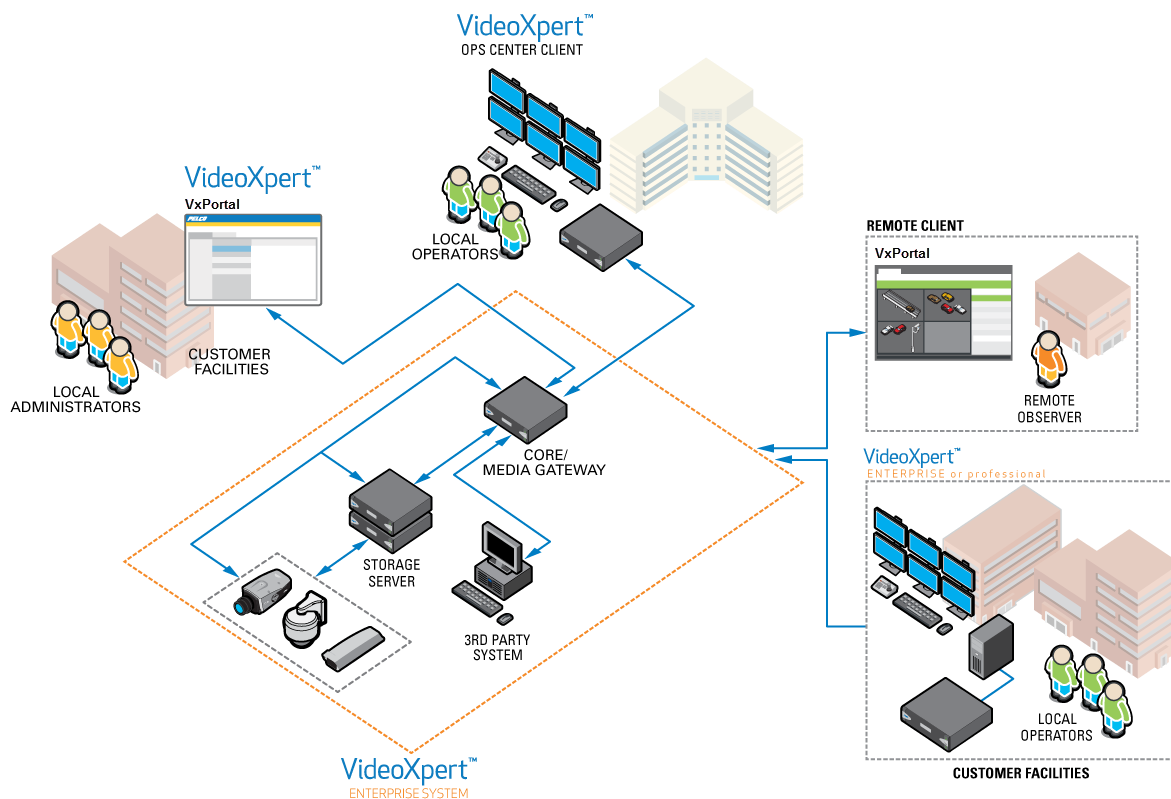 VideoXpert™
OPS CENTER CLIENT
LOCAL
OPERATORS
VideoXpert™
VxPortal
PELCO
CUSTOMER
FACILITIES
LOCAL
ADMINISTRATORS
REMOTE CLIENT
VxPortal
REMOTE
OBSERVER
CORE/
MEDIA GATEWAY
STORAGE
SERVER
3RD PARTY
SYSTEM
VideoXpert™
ENTERPRISE or professional
LOCAL
OPERATORS
CUSTOMER FACILITIES
VideoXpert™
ENTERPRISE SYSTEM